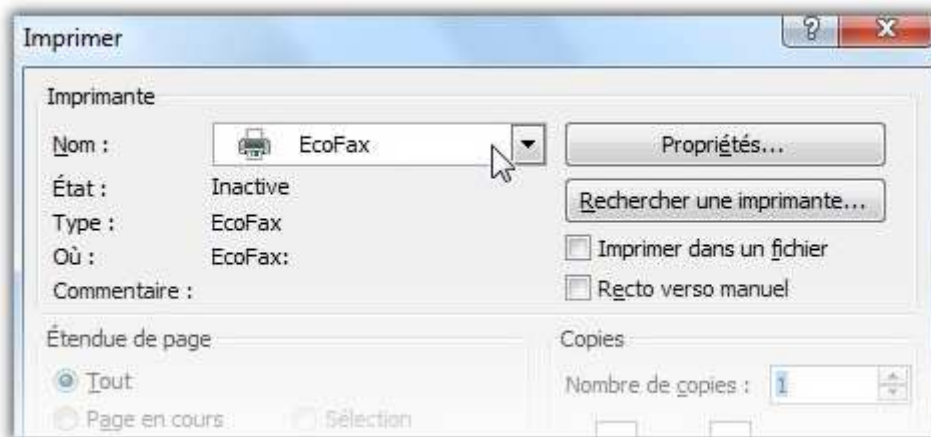 Imprimer
Imprimante
Nom :
EcoFax
Propriétés...
État :
Inactive
Rechercher une imprimante...
Type :
EcoFax
Où :
EcoFax:
Imprimer dans un fichier
Commentaire :
Recto verso manuel
Étendue de page
Copies
Tout
Nombre de copies :
1
Page en cours
Sélection